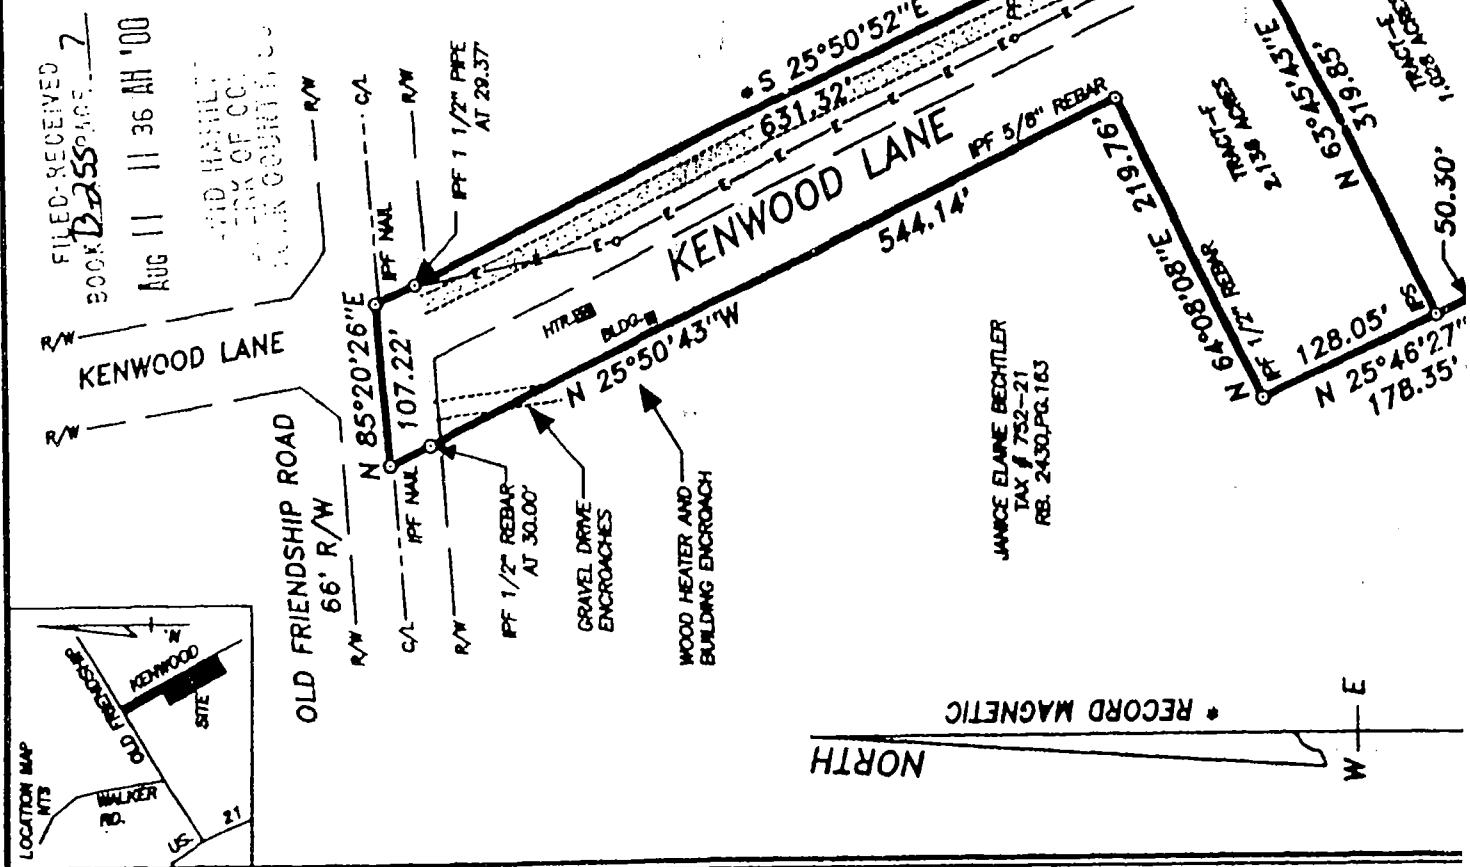 FILED-RECEIVED
BOOK B-255 PAGE 7
AUG 11 11 36 AM '00
R/W
C/L
R/W
R/W
KENWOOD LANE
R/W
OLD FRIENDSHIP ROAD
66' R/W
R/W
C/L
R/W
N 85°20'26"E
107.22'
IPF NAIL
IPF NAIL
IPF 1 1/2" PIPE
AT 29.37'
IPF 1/2" REBAR
AT 30.00'
GRAVEL DRIVE
ENCROACHES
WOOD HEATER AND
BUILDING ENCROACH
HTR.
BLDG.
* S 25°50'52"E
631.32'
E
E
E
E
E
E
E
KENWOOD LANE
N 25°50'43"W
544.14'
IPF 5/8" REBAR
N 64°08'08"E 219.76'
IPF 1/2" REBAR
TRACT-F
2.138 ACRES
N 63°45'43"E
319.85'
TRACT-E
1.028 ACRES
128.05'
IPS
N 25°46'27"
178.35'
50.30'
JANICE ELAINE BECHTLER
TAX # 752-21
RB. 2430,PG.163
LOCATION MAP
NTS
WALKER
RD.
OLD FRIENDSHIP
KENWOOD
SITE
N.
U.S. 21
NORTH
* RECORD MAGNETIC
W
E